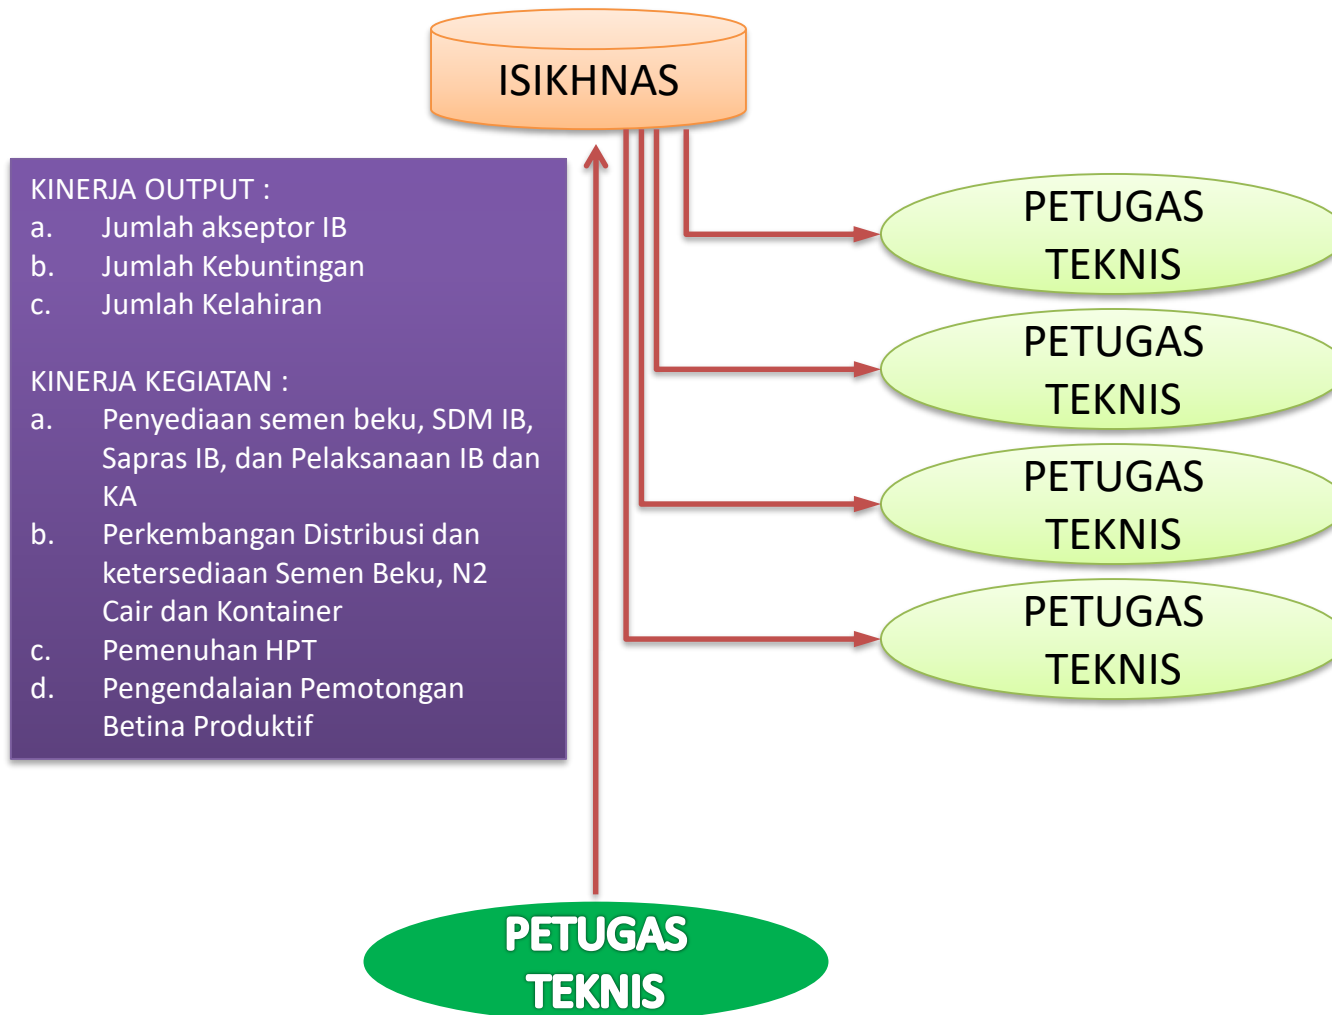 ISIKHNAS
KINERJA OUTPUT :
a. Jumlah akseptor IB
b. Jumlah Kebuntingan
c. Jumlah Kelahiran
KINERJA KEGIATAN :
a. Penyediaan semen beku, SDM IB,
Sapras IB, dan Pelaksanaan IB dan
KA
b. Perkembangan Distribusi dan
ketersediaan Semen Beku, N2
Cair dan Kontainer
c. Pemenuhan HPT
d. Pengendalaian Pemotongan
Betina Produktif
PETUGAS
TEKNIS
PETUGAS
TEKNIS
PETUGAS
TEKNIS
PETUGAS
TEKNIS
PETUGAS
TEKNIS